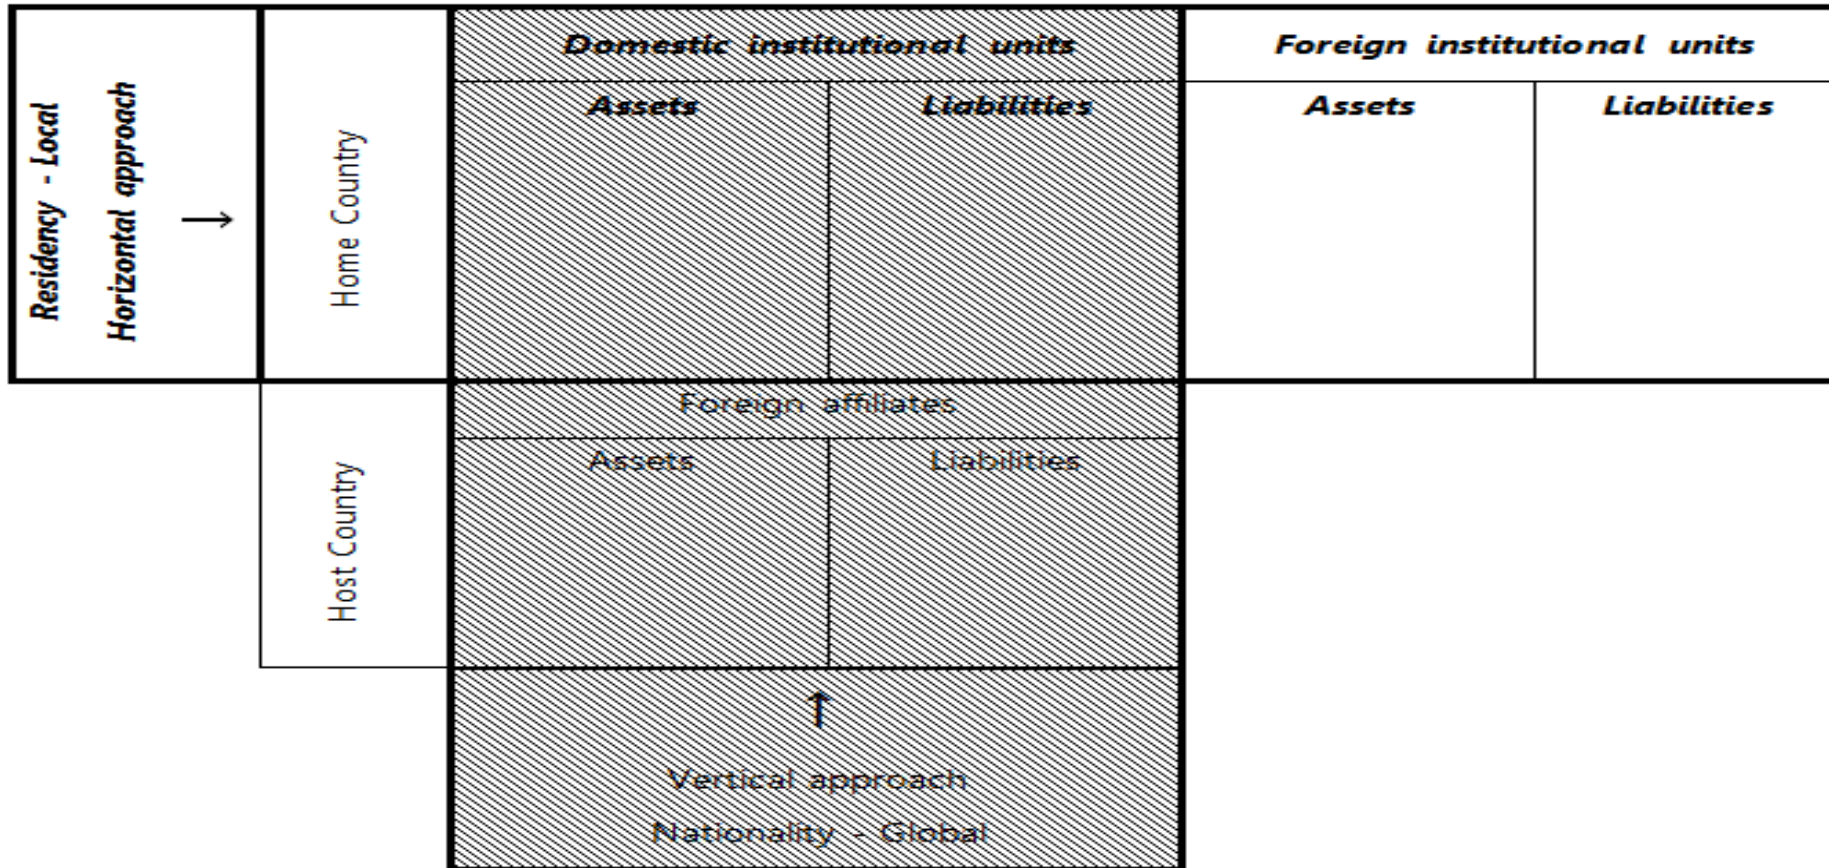 Residency - Local
Horizontal approach
→
Home Country
Domestic institutional units
Foreign institutional units
Assets
Liabilities
Assets
Liabilities
Host Country
Foreign affiliates
Assets
Liabilities
↑
Vertical approach
Nationality - Global